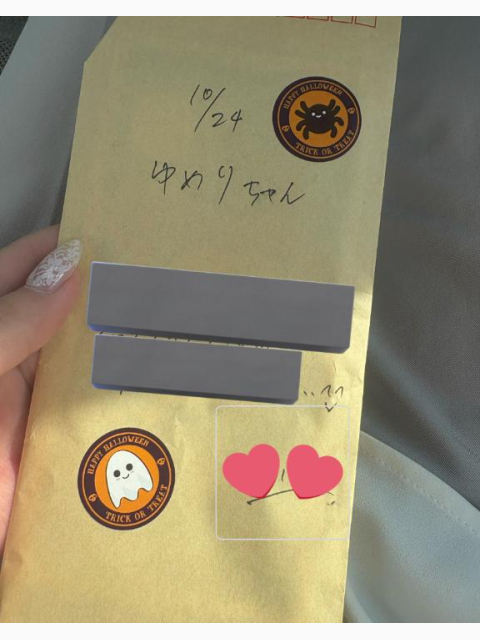 10/24
HAPPY HALLOWEEN
TRICK OR TREAT
ゆめりちゃん
HAPPY HALLOWEEN
TRICK OR TREAT